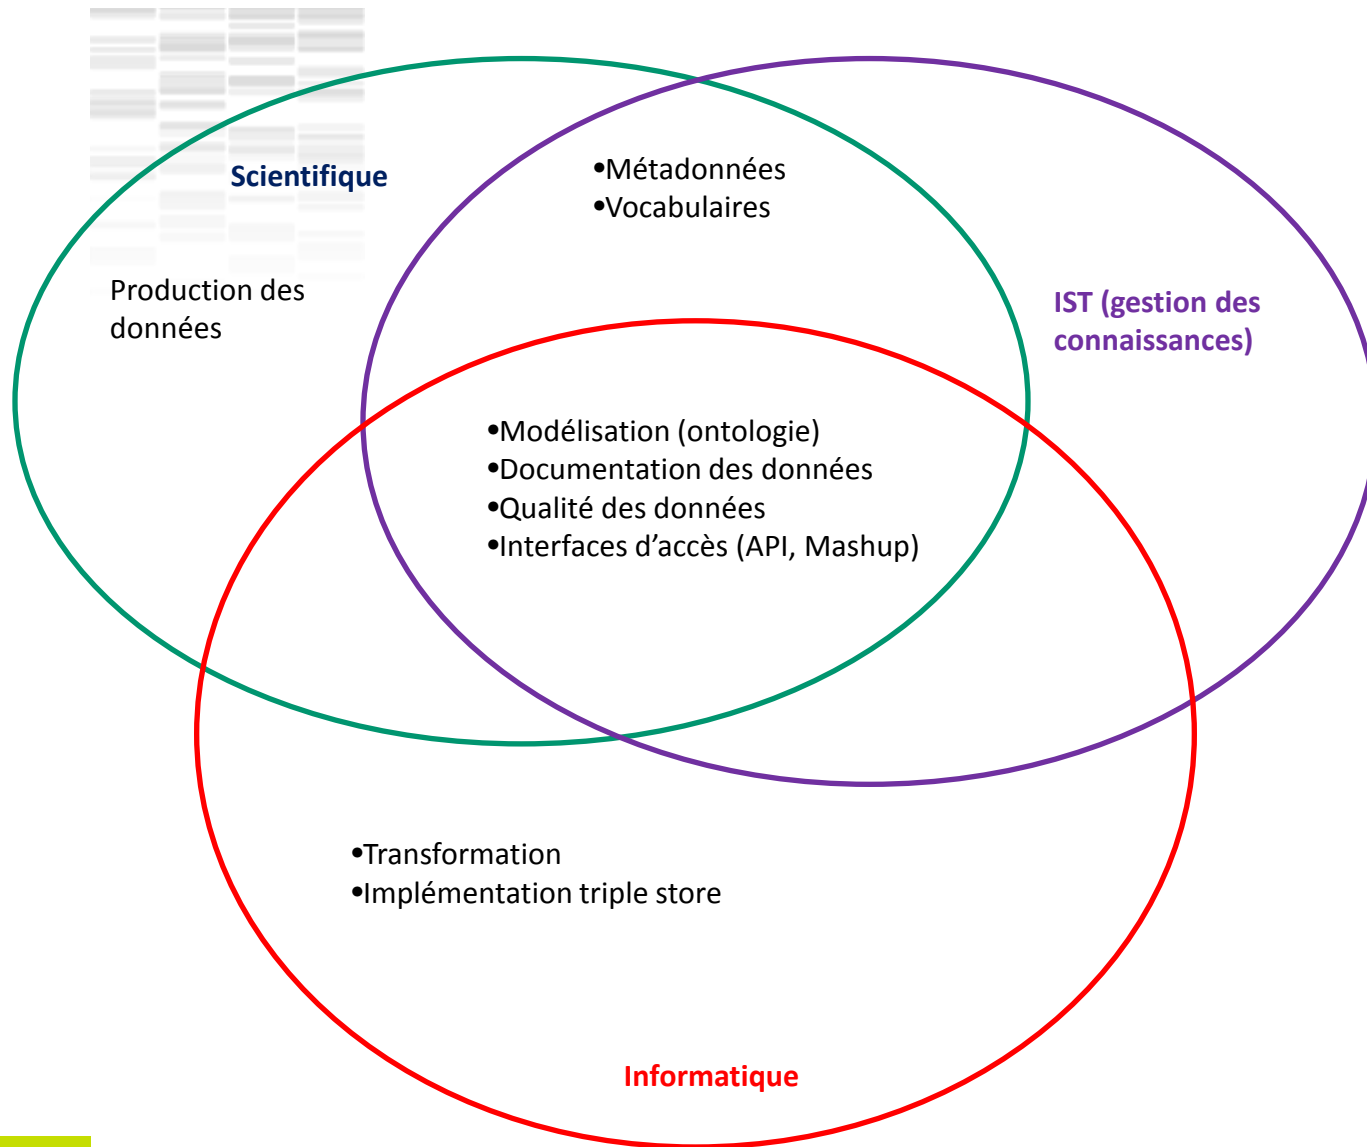 Scientifique
•Métadonnées
•Vocabulaires
Production des
données
IST (gestion des
connaissances)
•Modélisation (ontologie)
•Documentation des données
•Qualité des données
•Interfaces d’accès (API, Mashup)
•Transformation
•Implémentation triple store
Informatique